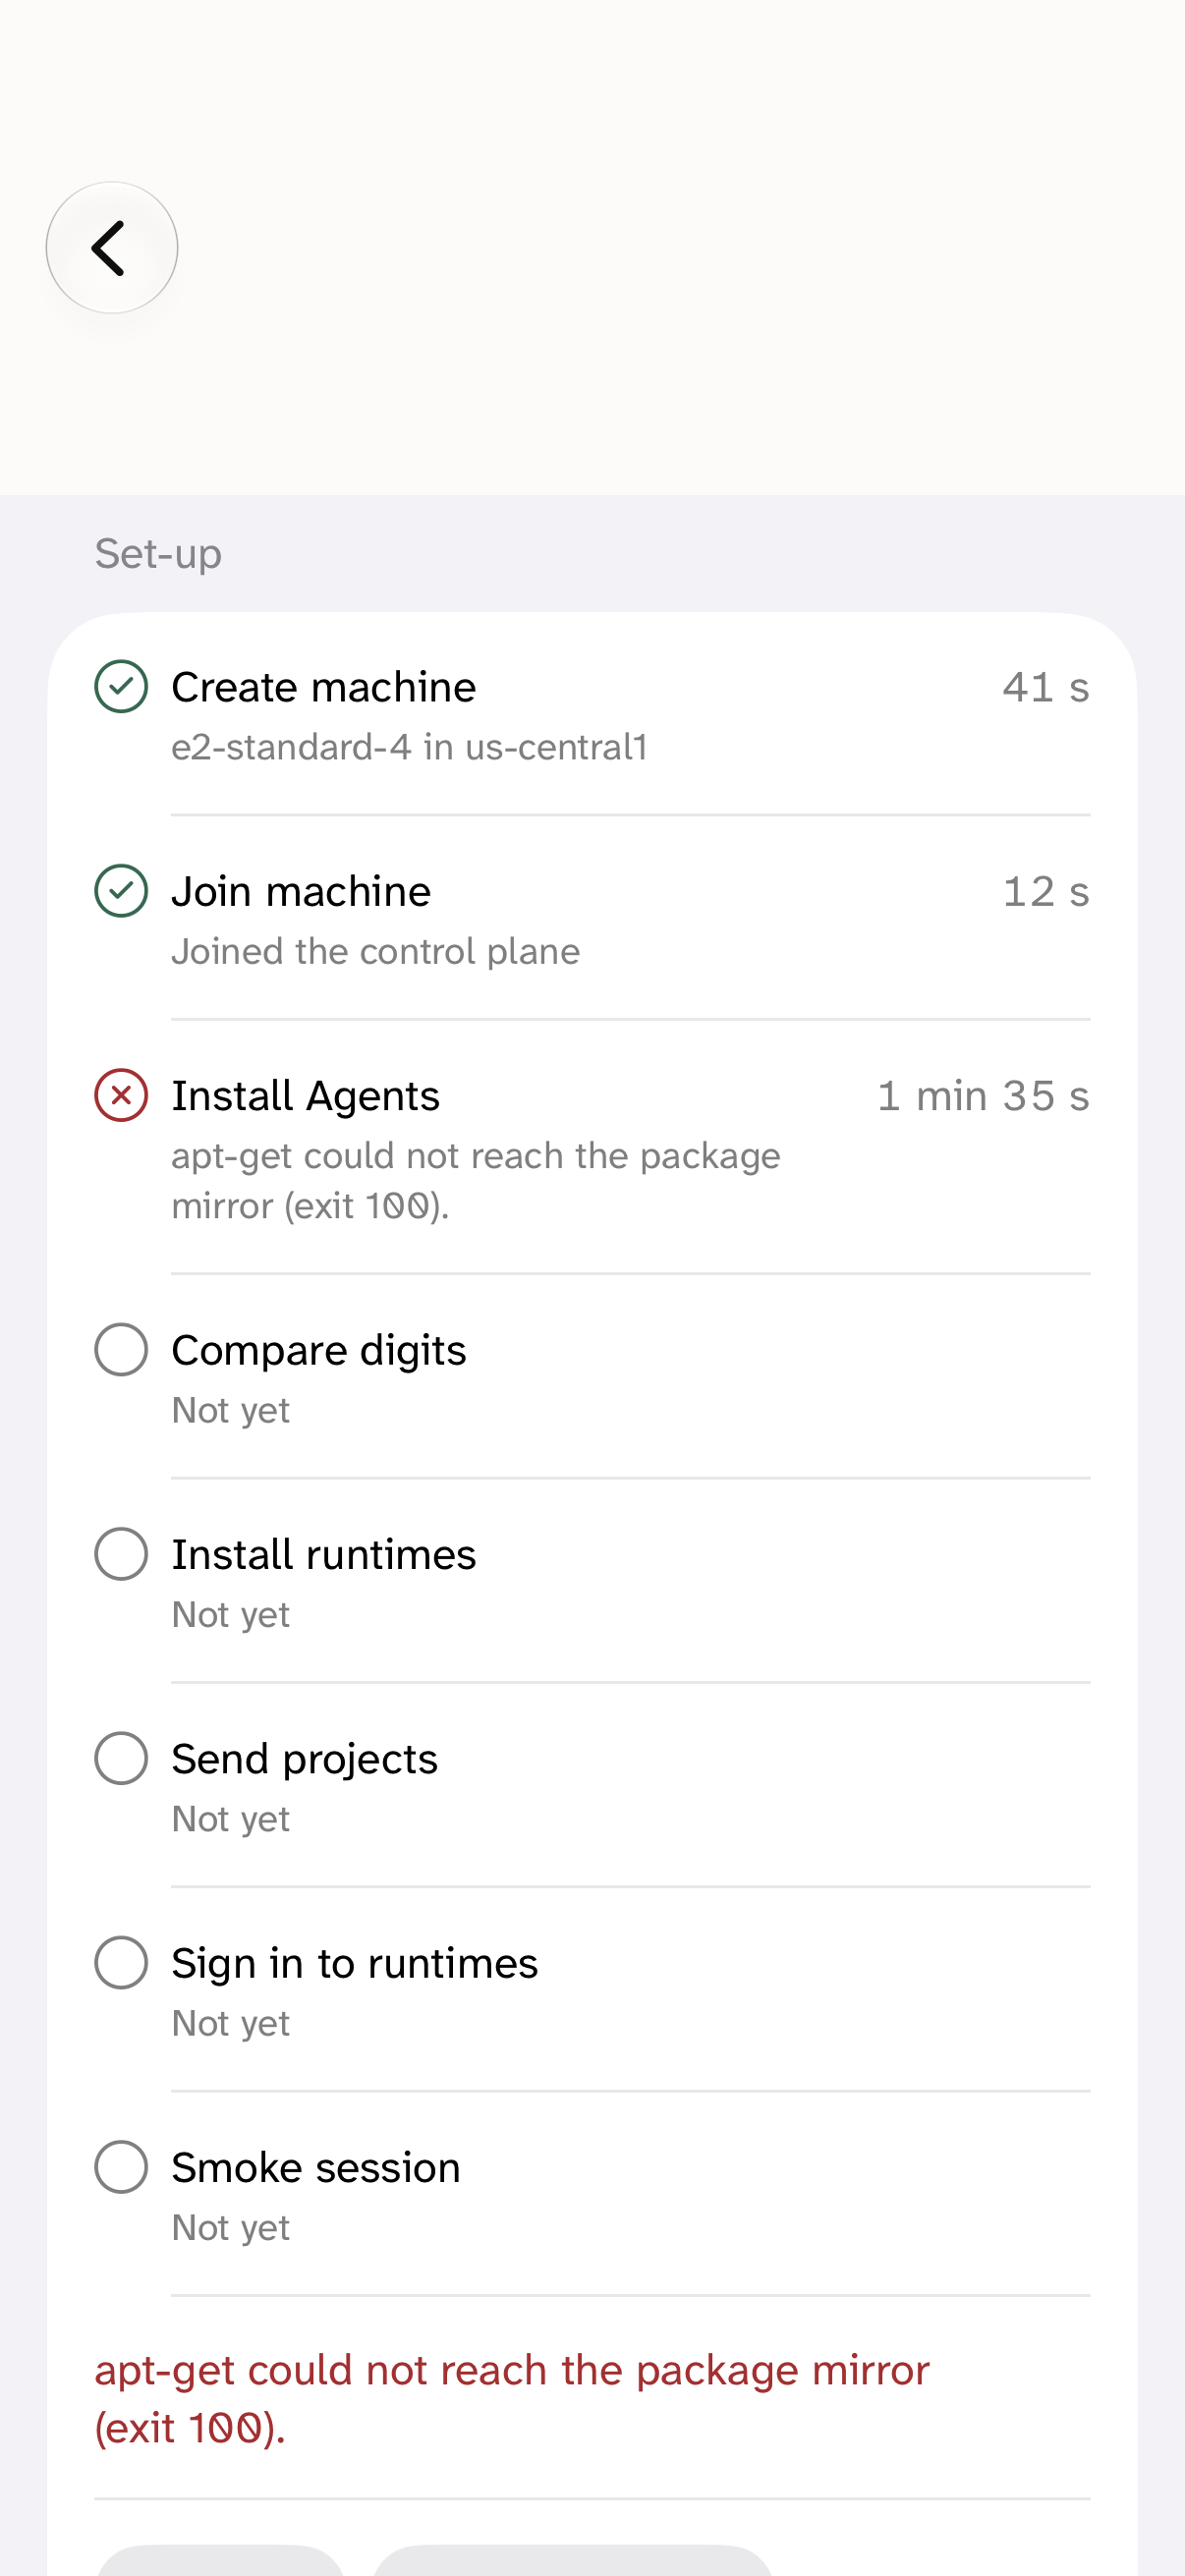 Set-up
Create machine 41 s
e2-standard-4 in us-central1
Join machine 12 s
Joined the control plane
Install Agents 1 min 35 s
apt-get could not reach the package
mirror (exit 100).
Compare digits
Not yet
Install runtimes
Not yet
Send projects
Not yet
Sign in to runtimes
Not yet
Smoke session
Not yet
apt-get could not reach the package mirror
(exit 100).